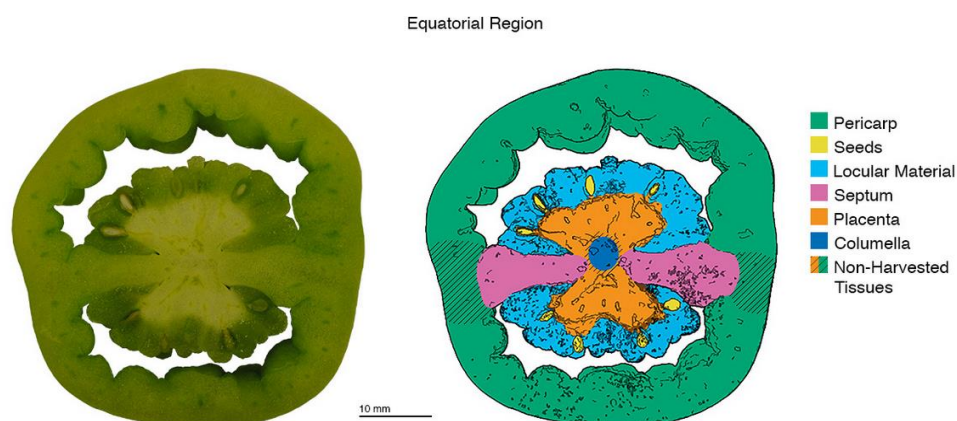 Equatorial Region
Pericarp
Seeds
Locular Material
Septum
Placenta
Columella
Non-Harvested
Tissues
10 mm